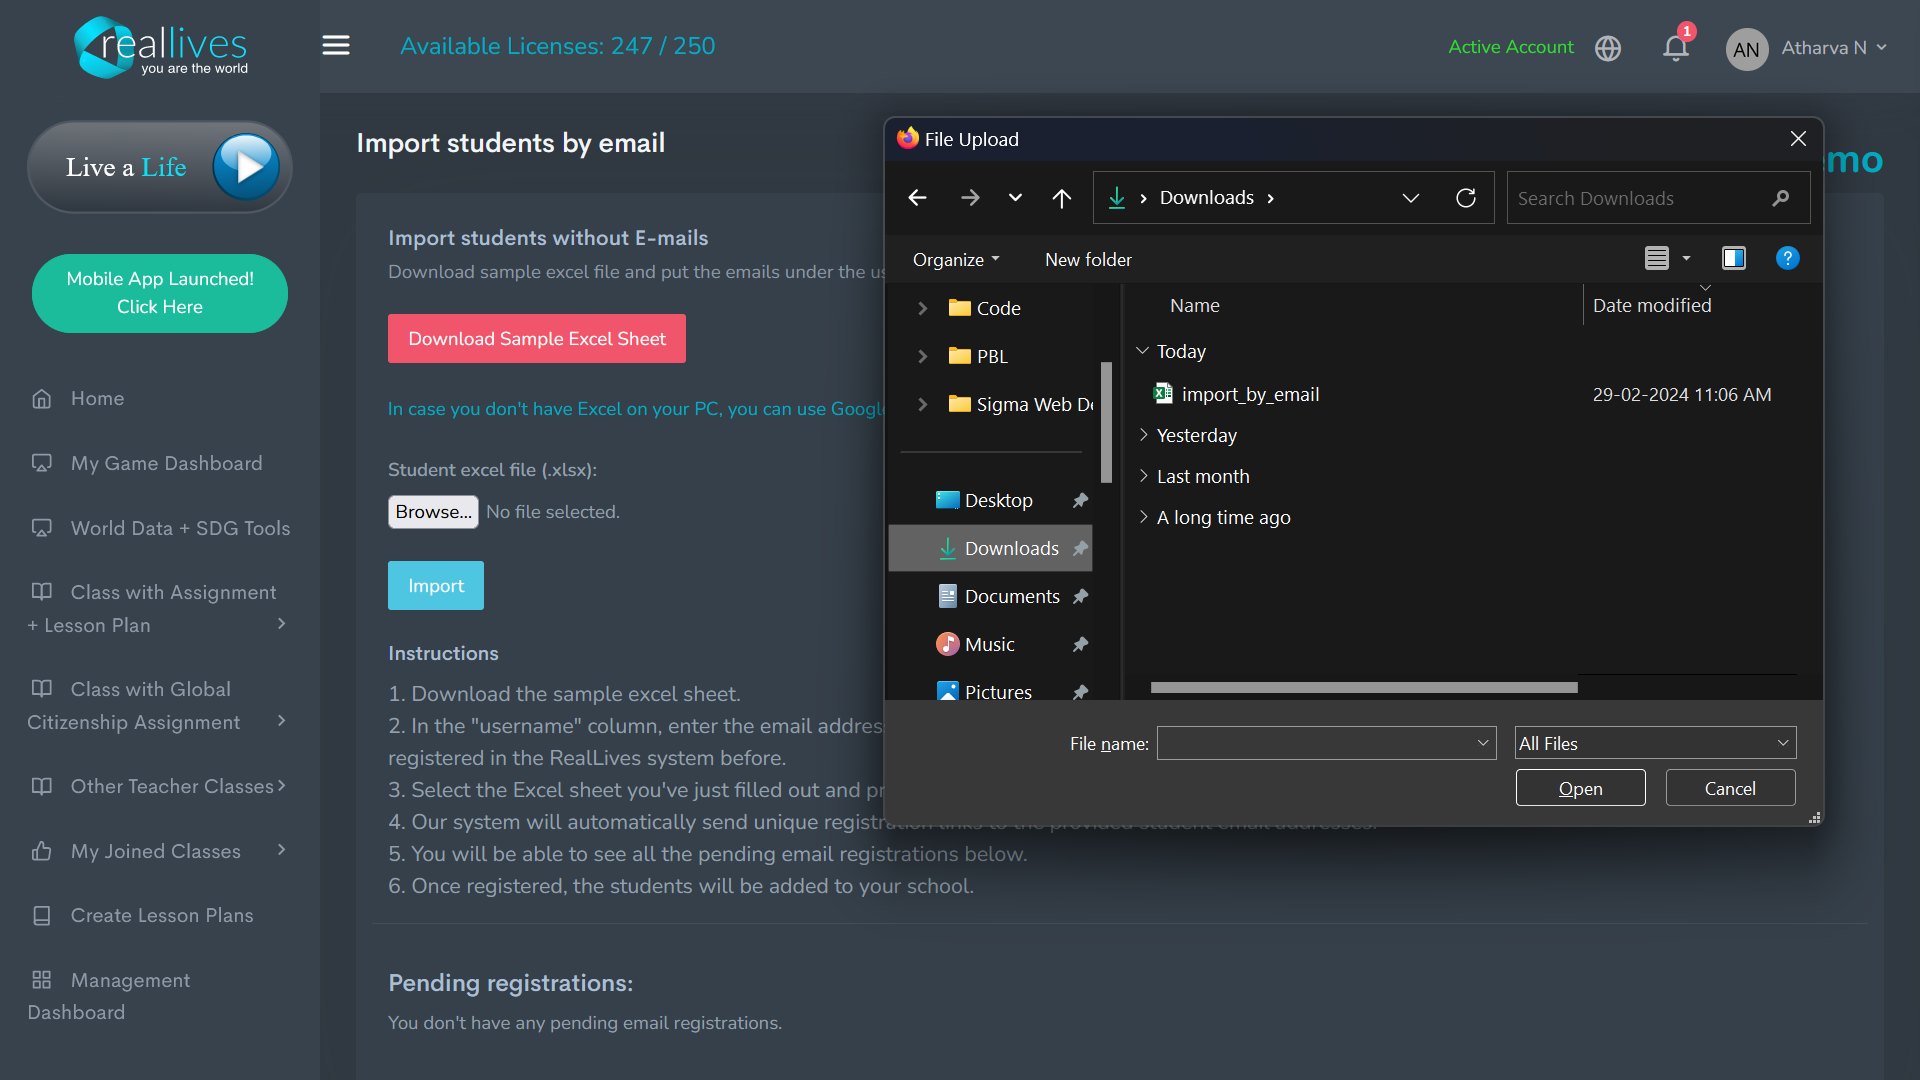 reallives
you are the world
Available Licenses: 247 / 250
Active Account
1
AN
Atharva N
Live a Life
Mobile App Launched!
Click Here
Home
My Game Dashboard
World Data + SDG Tools
Class with Assignment
+ Lesson Plan
Class with Global
Citizenship Assignment
Other Teacher Classes
My Joined Classes
Create Lesson Plans
Management
Dashboard
Import students by email
Import students without E-mails
Download sample excel file and put the emails under the
Download Sample Excel Sheet
In case you don't have Excel on your PC, you can use Google
Student excel file (.xlsx):
Browse... No file selected.
Import
Instructions
1. Download the sample excel sheet.
2. In the "username" column, enter the email
registered in the RealLives system before.
3. Select the Excel sheet you've just filled out and
4. Our system will automatically send unique registration links to the provided student email addresses.
5. You will be able to see all the pending email registrations below.
6. Once registered, the students will be added to your school.
Pending registrations:
You don't have any pending email registrations.
File Upload
Downloads
Search Downloads
Organize
New folder
?
Code
PBL
Sigma Web
Desktop
Downloads
Documents
Music
Pictures
Name
Date modified
Today
import_by_email
29-02-2024 11:06 AM
Yesterday
Last month
A long time ago
File name:
All Files
Open
Cancel